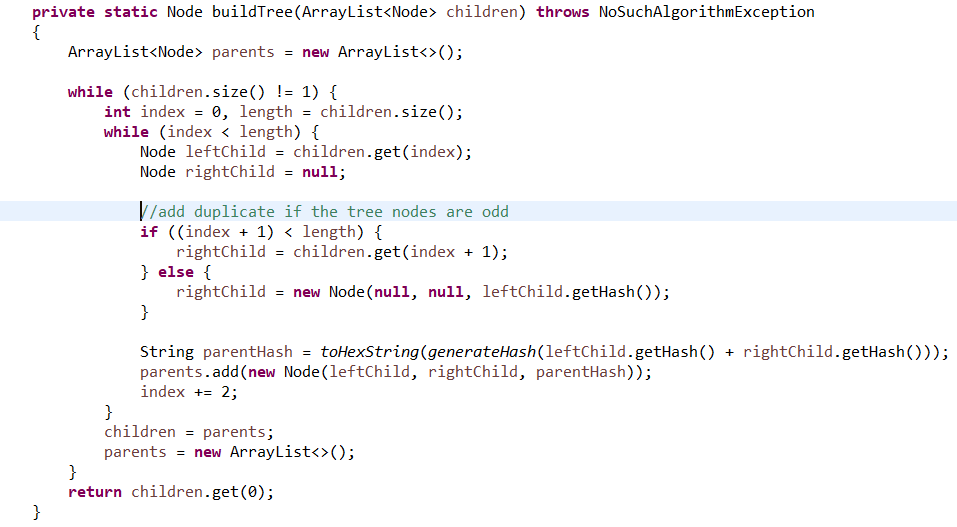 private static Node buildTree(ArrayList<Node> children) throws NoSuchAlgorithmException
{
    ArrayList<Node> parents = new ArrayList<>();

    while (children.size() != 1) {
        int index = 0, length = children.size();
        while (index < length) {
            Node leftChild = children.get(index);
            Node rightChild = null;

            //add duplicate if the tree nodes are odd
            if ((index + 1) < length) {
                rightChild = children.get(index + 1);
            } else {
                rightChild = new Node(null, null, leftChild.getHash());
            }

            String parentHash = toHexString(generateHash(leftChild.getHash() + rightChild.getHash()));
            parents.add(new Node(leftChild, rightChild, parentHash));
            index += 2;
        }
        children = parents;
        parents = new ArrayList<>();
    }
    return children.get(0);
}